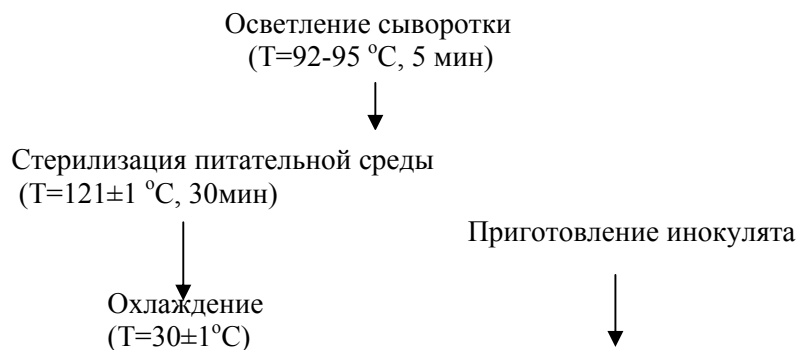 Осветление сыворотки
(Т=92-95 °С, 5 мин)
Стерилизация питательной среды
(Т=121±1 °С, 30мин)
Приготовление инокулята
Охлаждение
(Т=30±1°С)